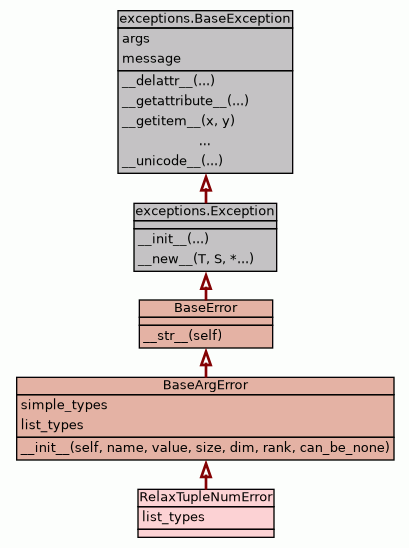 exceptions.BaseException
args
message
__delattr__(...)
__getattribute__(...)
__getitem__(x, y)
...
__unicode__(...)
exceptions.Exception
__init__(...)
__new__(T, S, *...)
BaseError
__str__(self)
BaseArgError
simple_types
list_types
__init__(self, name, value, size, dim, rank, can_be_none)
RelaxTupleNumError
list_types